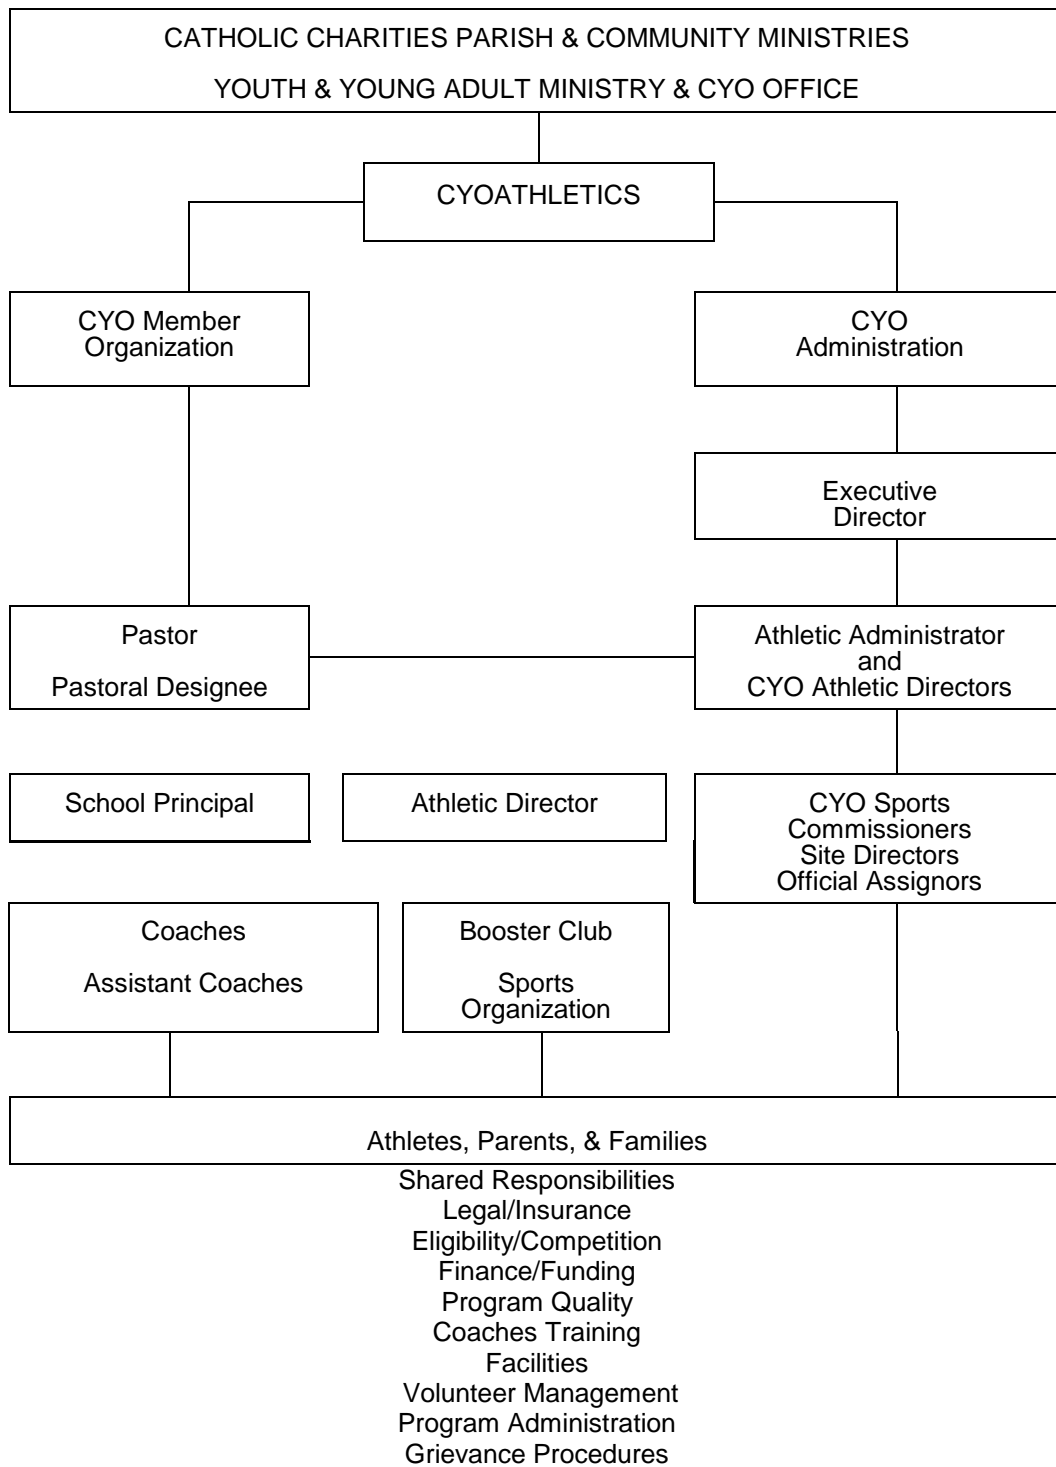 CATHOLIC CHARITIES PARISH & COMMUNITY MINISTRIES
YOUTH & YOUNG ADULT MINISTRY & CYO OFFICE
CYOATHLETICS
CYO Member
Organization
CYO
Administration
Executive
Director
Pastor
Pastoral Designee
Athletic Administrator
and
CYO Athletic Directors
School Principal
Athletic Director
CYO Sports
Commissioners
Site Directors
Official Assignors
Coaches
Assistant Coaches
Booster Club
Sports
Organization
Athletes, Parents, & Families
Shared Responsibilities
Legal/Insurance
Eligibility/Competition
Finance/Funding
Program Quality
Coaches Training
Facilities
Volunteer Management
Program Administration
Grievance Procedures